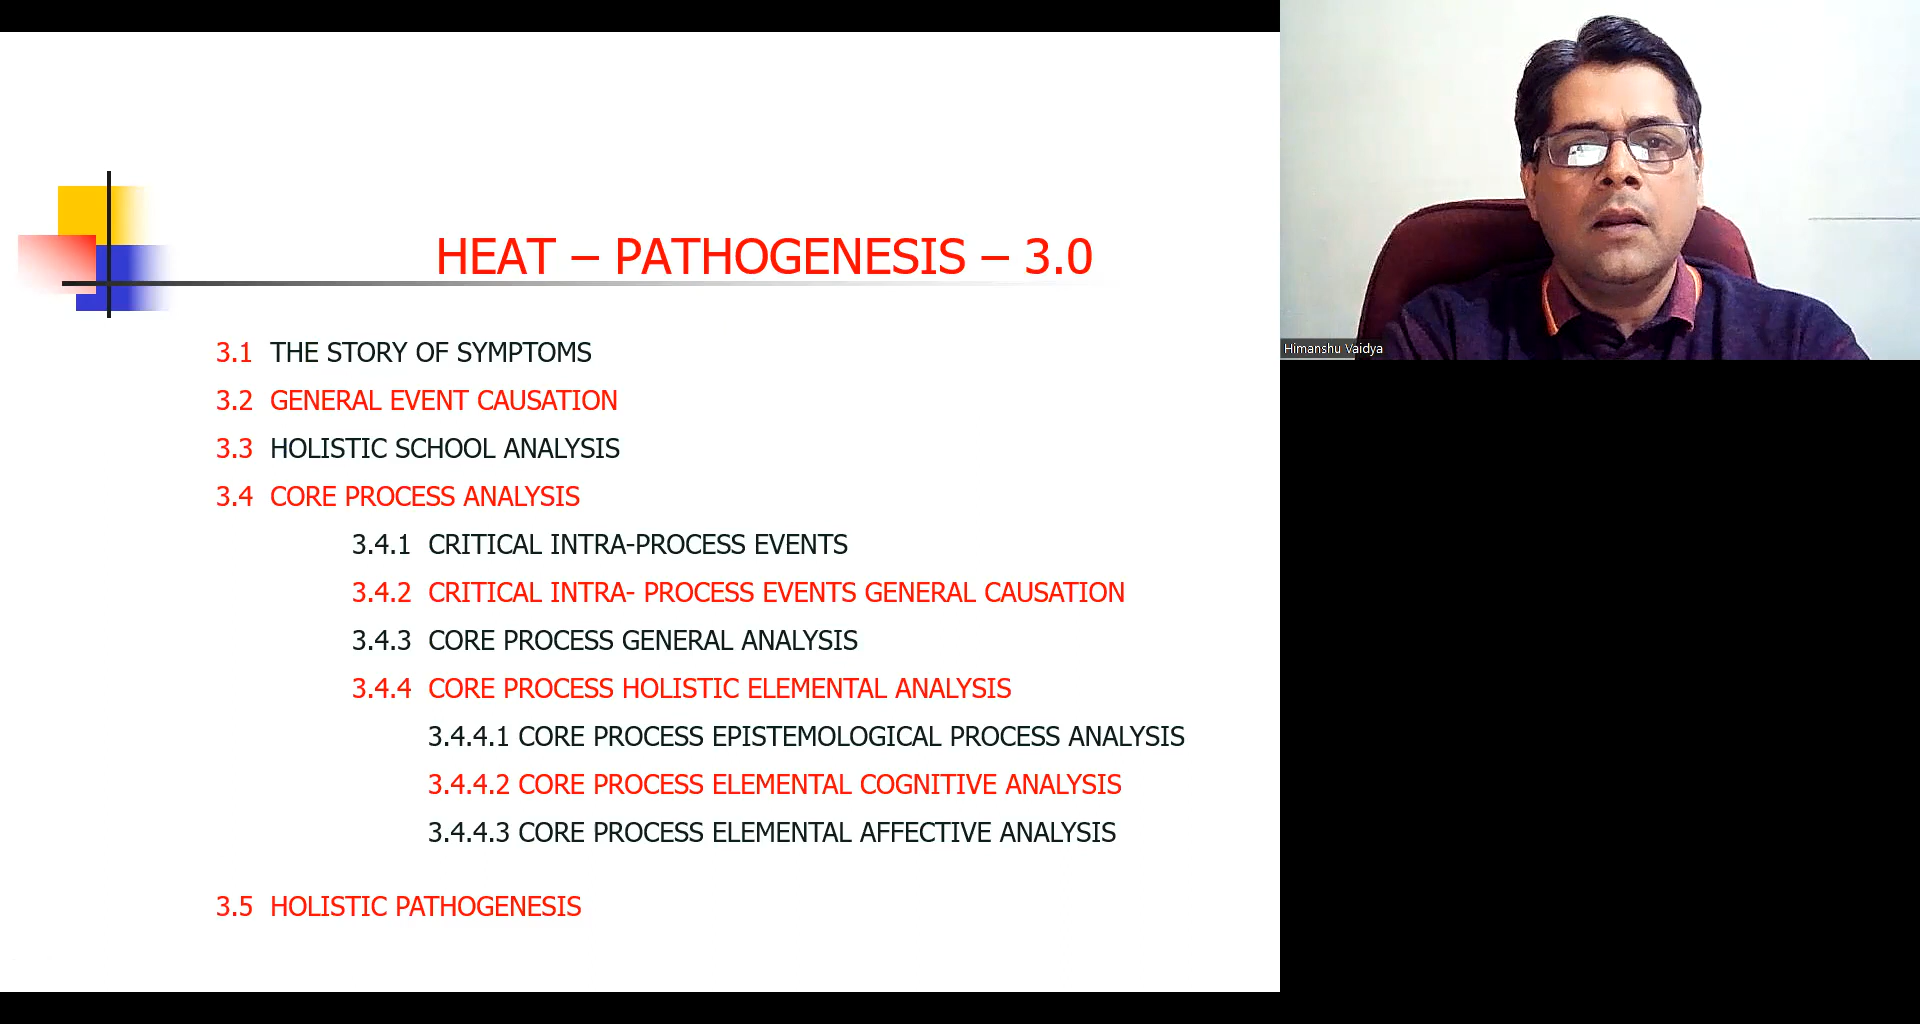 HEAT – PATHOGENESIS – 3.0
3.1 THE STORY OF SYMPTOMS
3.2 GENERAL EVENT CAUSATION
3.3 HOLISTIC SCHOOL ANALYSIS
3.4 CORE PROCESS ANALYSIS
3.4.1 CRITICAL INTRA-PROCESS EVENTS
3.4.2 CRITICAL INTRA- PROCESS EVENTS GENERAL CAUSATION
3.4.3 CORE PROCESS GENERAL ANALYSIS
3.4.4 CORE PROCESS HOLISTIC ELEMENTAL ANALYSIS
3.4.4.1 CORE PROCESS EPISTEMOLOGICAL PROCESS ANALYSIS
3.4.4.2 CORE PROCESS ELEMENTAL COGNITIVE ANALYSIS
3.4.4.3 CORE PROCESS ELEMENTAL AFFECTIVE ANALYSIS
3.5 HOLISTIC PATHOGENESIS
Himanshu Vaidya